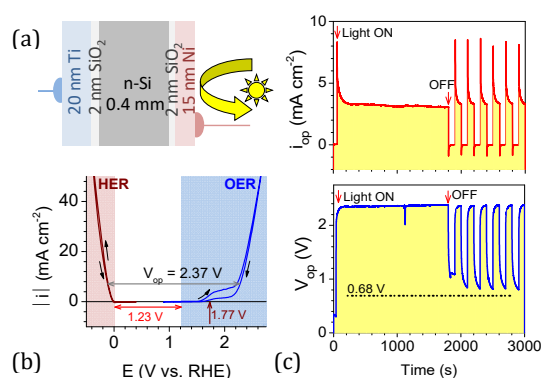 (a)
20 nm Ti
2 nm SiO2
n-Si
0.4 mm
2 nm SiO2
15 nm Ni
HER
OER
Vop = 2.37 V
1.23 V
1.77 V
40
20
0
|i| (mA cm-2)
0
1
2
E (V vs. RHE)
(b)
10
5
0
iop (mA cm-2)
Light ON
OFF
2
1
0
Vop (V)
Light ON
OFF
0.68 V
0
1000
2000
3000
Time (s)
(c)